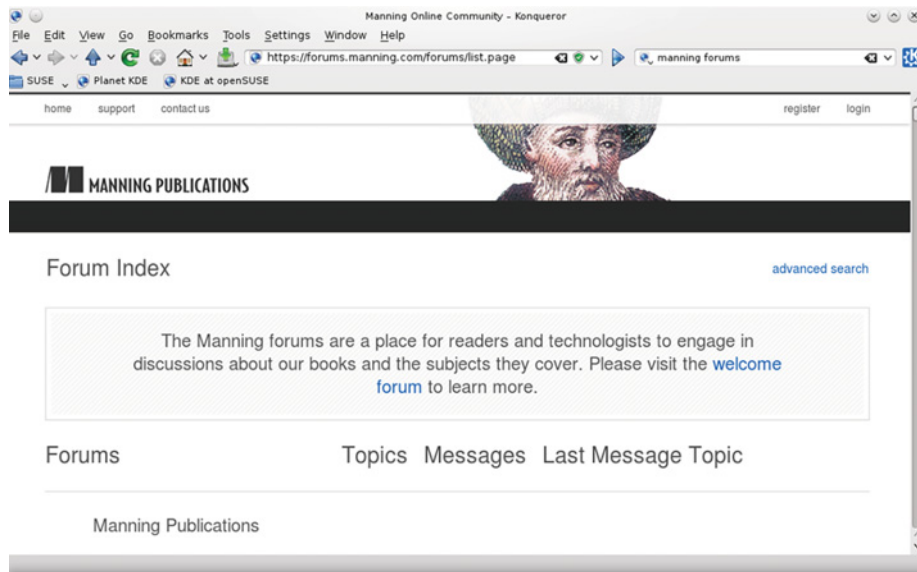 Manning Online Community - Konqueror
File Edit View Go Bookmarks Tools Settings Window Help
https://forums.manning.com/forums/list.page manning forums
SUSE Planet KDE KDE at openSUSE
home support contact us register login
MANNING PUBLICATIONS
Forum Index advanced search
The Manning forums are a place for readers and technologists to engage in
discussions about our books and the subjects they cover. Please visit the welcome
forum to learn more.
Forums Topics Messages Last Message Topic
Manning Publications